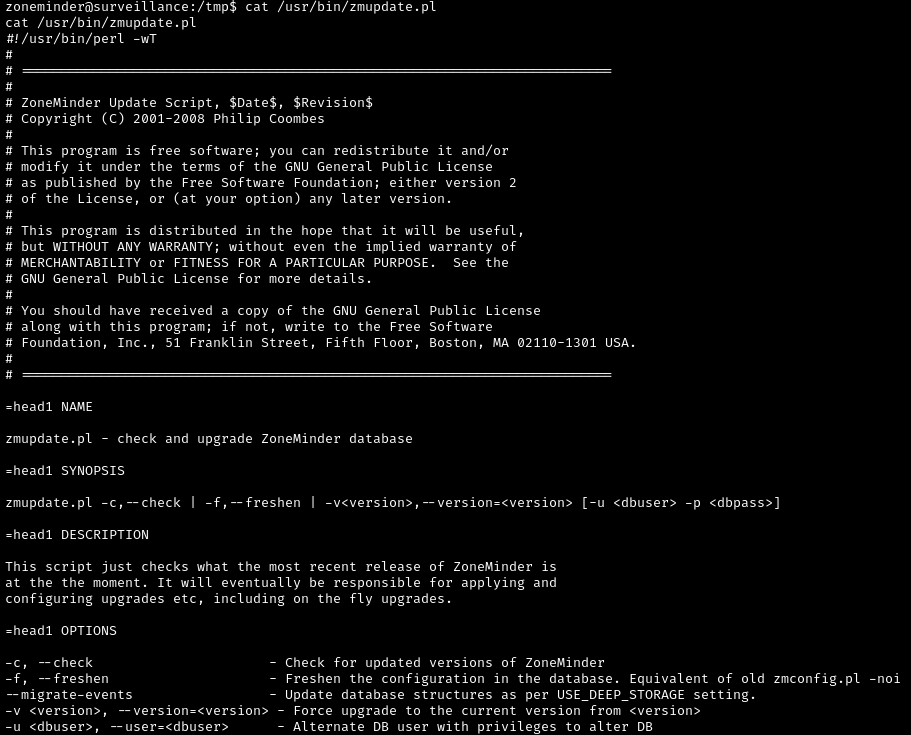 zoneminder@surveillance:/tmp$ cat /usr/bin/zmupdate.pl
cat /usr/bin/zmupdate.pl
#!/usr/bin/perl -wT
#
# ==========================================================================
#
# ZoneMinder Update Script, $Date$, $Revision$
# Copyright (C) 2001-2008 Philip Coombes
#
# This program is free software; you can redistribute it and/or
# modify it under the terms of the GNU General Public License
# as published by the Free Software Foundation; either version 2
# of the License, or (at your option) any later version.
#
# This program is distributed in the hope that it will be useful,
# but WITHOUT ANY WARRANTY; without even the implied warranty of
# MERCHANTABILITY or FITNESS FOR A PARTICULAR PURPOSE.  See the
# GNU General Public License for more details.
#
# You should have received a copy of the GNU General Public License
# along with this program; if not, write to the Free Software
# Foundation, Inc., 51 Franklin Street, Fifth Floor, Boston, MA 02110-1301 USA.
#
# ==========================================================================
=head1 NAME
zmupdate.pl - check and upgrade ZoneMinder database
=head1 SYNOPSIS
zmupdate.pl -c,--check | -f,--freshen | -v<version>,--version=<version> [-u <dbuser> -p <dbpass>]
=head1 DESCRIPTION
This script just checks what the most recent release of ZoneMinder is
at the the moment. It will eventually be responsible for applying and
configuring upgrades etc, including on the fly upgrades.
=head1 OPTIONS
-c, --check                      - Check for updated versions of ZoneMinder
-f, --freshen                    - Freshen the configuration in the database. Equivalent of old zmconfig.pl -noi
--migrate-events                 - Update database structures as per USE_DEEP_STORAGE setting.
-v <version>, --version=<version> - Force upgrade to the current version from <version>
-u <dbuser>, --user=<dbuser>      - Alternate DB user with privileges to alter DB